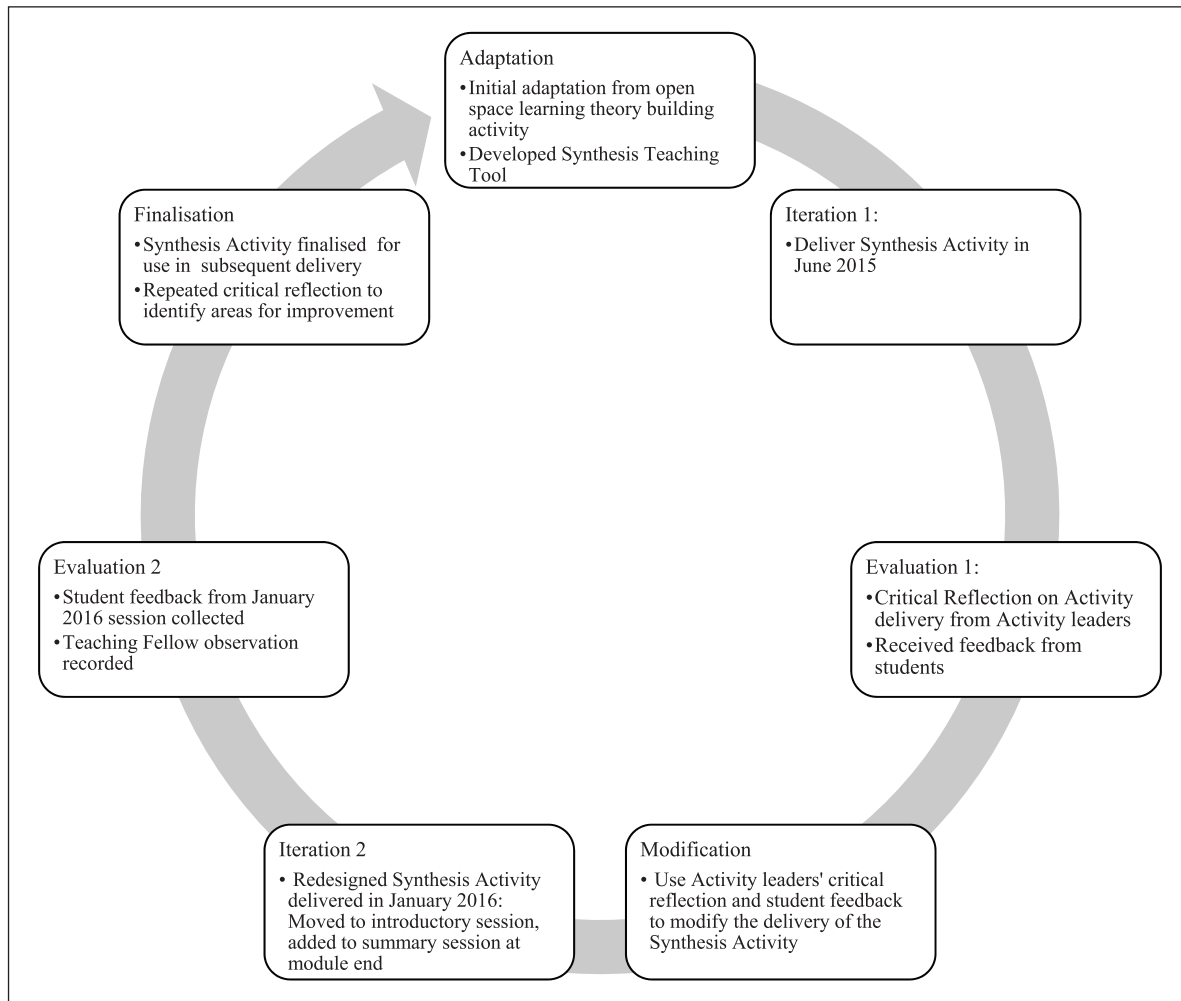 Adaptation
•Initial adaptation from open
space learning theory building
activity
•Developed Synthesis Teaching
Tool
Iteration 1:
•Deliver Synthesis Activity in
June 2015
Evaluation 1:
•Critical Reflection on Activity
delivery from Activity leaders
•Received feedback from
students
Modification
• Use Activity leaders' critical
reflection and student feedback
to modify the delivery of the
Synthesis Activity
Iteration 2
• Redesigned Synthesis Activity
delivered in January 2016:
Moved to introductory session,
added to summary session at
module end
Evaluation 2
•Student feedback from January
2016 session collected
•Teaching Fellow observation
recorded
Finalisation
•Synthesis Activity finalised for
use in subsequent delivery
•Repeated critical reflection to
identify areas for improvement